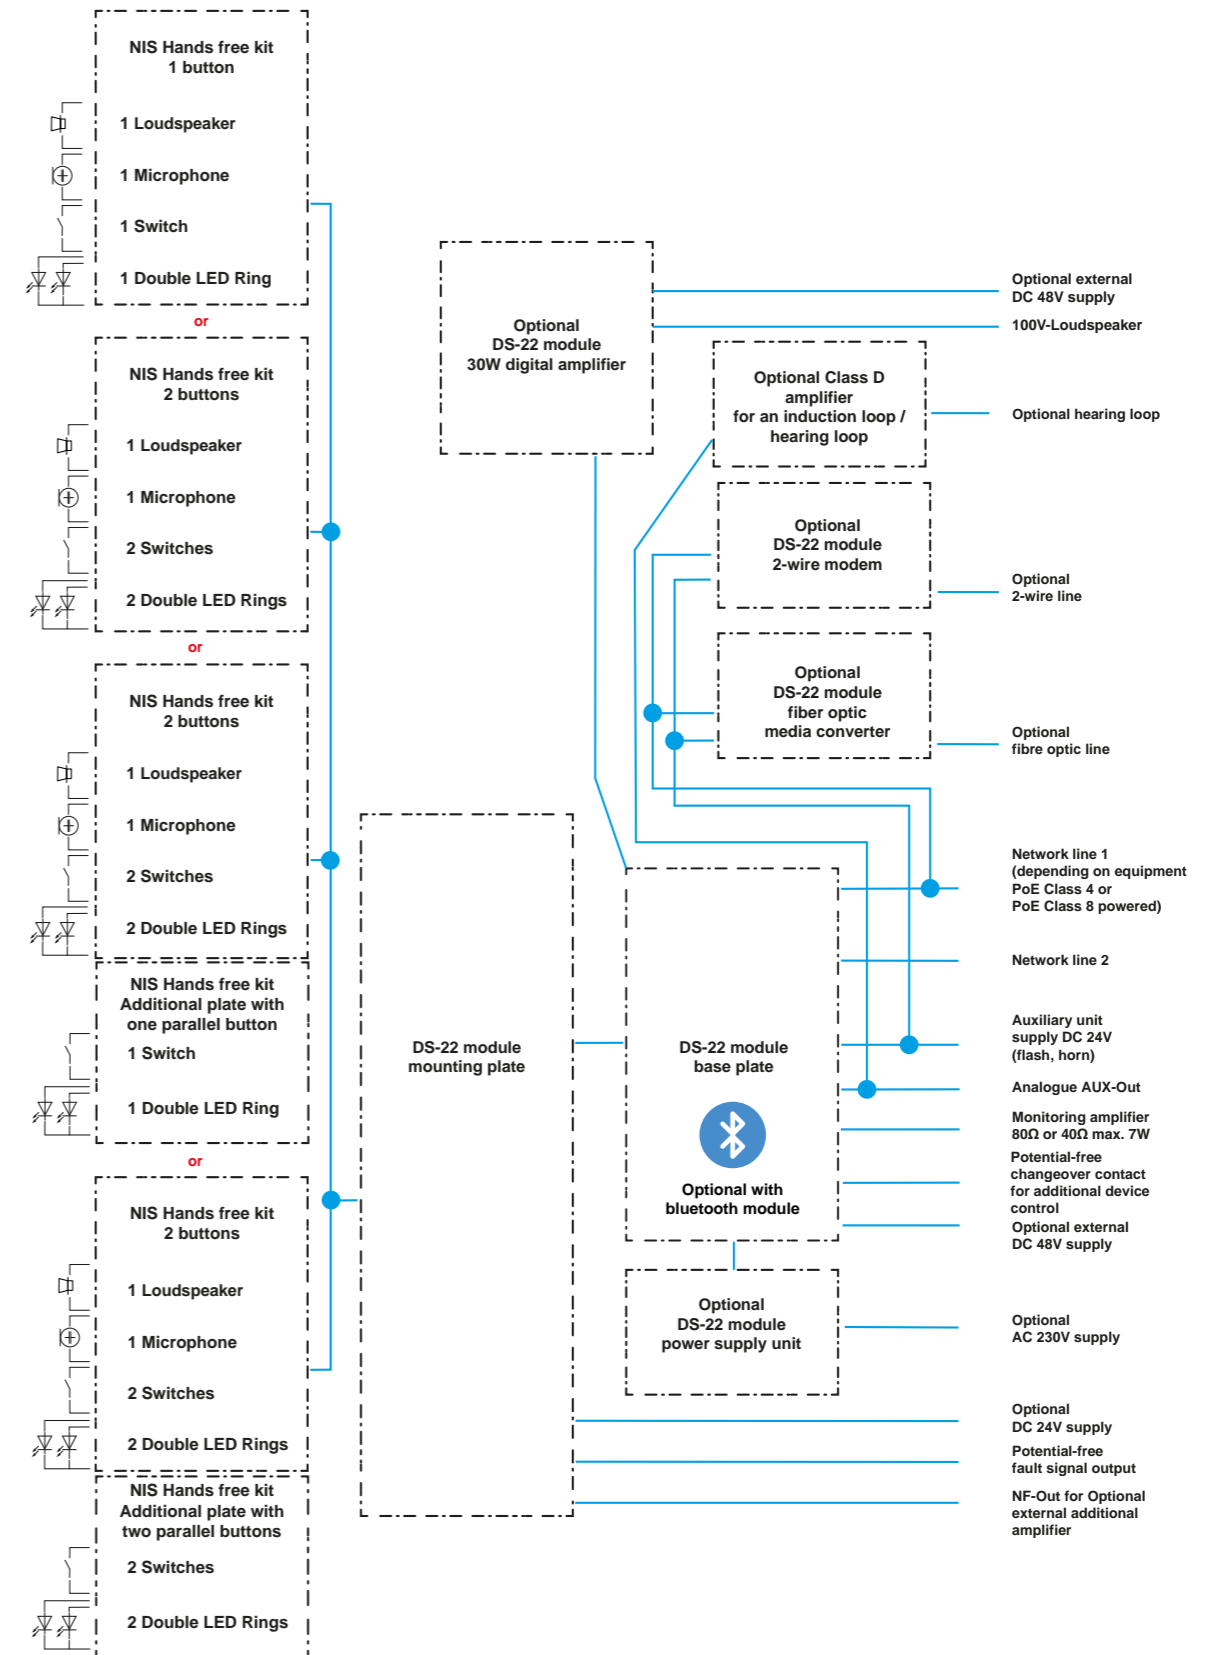 NIS Hands free kit
1 button
1 Loudspeaker
1 Microphone
1 Switch
1 Double LED Ring
or
NIS Hands free kit
2 buttons
1 Loudspeaker
1 Microphone
2 Switches
2 Double LED Rings
or
NIS Hands free kit
2 buttons
1 Loudspeaker
1 Microphone
2 Switches
2 Double LED Rings
NIS Hands free kit
Additional plate with
one parallel button
1 Switch
1 Double LED Ring
or
NIS Hands free kit
2 buttons
1 Loudspeaker
1 Microphone
2 Switches
2 Double LED Rings
NIS Hands free kit
Additional plate with
two parallel buttons
2 Switches
2 Double LED Rings
DS-22 module
mounting plate
Optional
DS-22 module
30W digital amplifier
Optional Class D
amplifier
for an induction loop /
hearing loop
Optional
DS-22 module
2-wire modem
Optional
DS-22 module
fiber optic
media converter
DS-22 module
base plate
Optional with
bluetooth module
Optional
DS-22 module
power supply unit
Optional external
DC 48V supply
100V-Loudspeaker
Optional hearing loop
Optional
2-wire line
Optional
fibre optic line
Network line 1
(depending on equipment
PoE Class 4 or
PoE Class 8 powered)
Network line 2
Auxiliary unit
supply DC 24V
(flash, horn)
Analogue AUX-Out
Monitoring amplifier
80Ω or 40Ω max. 7W
Potential-free
changeover contact
for additional device
control
Optional external
DC 48V supply
Optional
AC 230V supply
Optional
DC 24V supply
Potential-free
fault signal output
NF-Out for Optional
external additional
amplifier